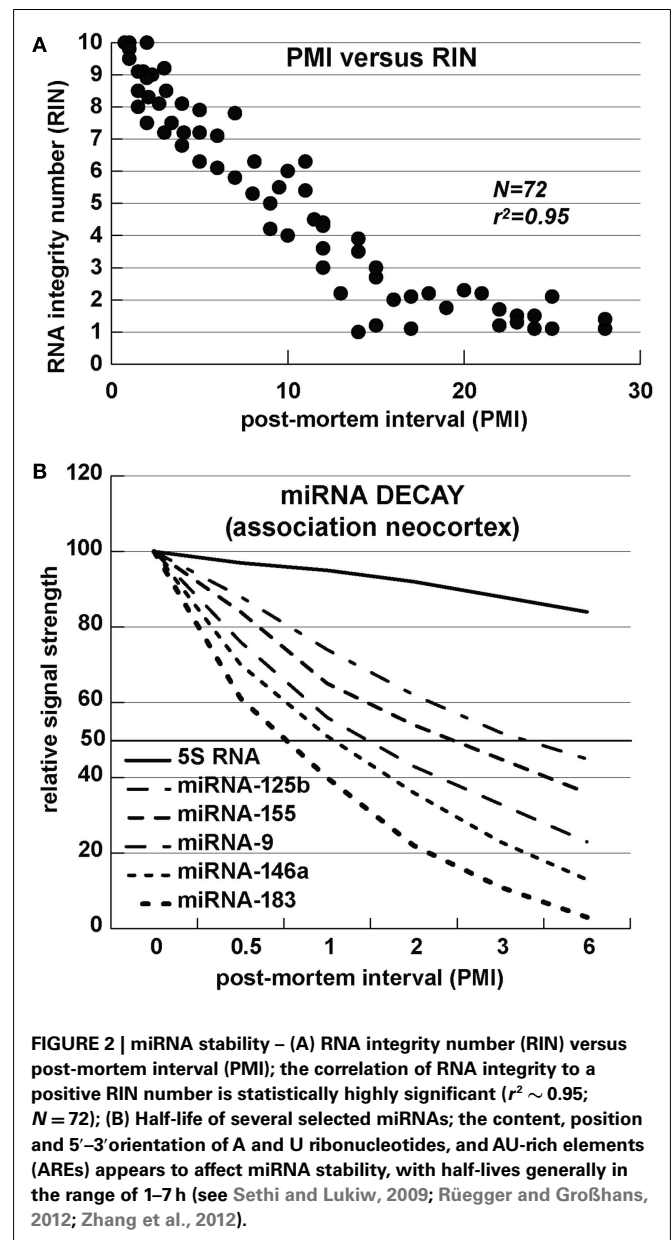 A
PMI versus RIN
RNA integrity number (RIN)
10
9
8
7
6
5
4
3
2
1
0
N=72
r²=0.95
0 10 20 30
post-mortem interval (PMI)
B
miRNA DECAY
(association neocortex)
relative signal strength
120
100
80
60
50
40
20
0
5S RNA
miRNA-125b
miRNA-155
miRNA-9
miRNA-146a
miRNA-183
0 0.5 1 2 3 6
post-mortem interval (PMI)
FIGURE 2 | miRNA stability – (A) RNA integrity number (RIN) versus
post-mortem interval (PMI); the correlation of RNA integrity to a
positive RIN number is statistically highly significant (r² ∼ 0.95;
N = 72); (B) Half-life of several selected miRNAs; the content, position
and 5′–3′orientation of A and U ribonucleotides, and AU-rich elements
(AREs) appears to affect miRNA stability, with half-lives generally in
the range of 1–7 h (see Sethi and Lukiw, 2009; Rüegger and Großhans,
2012; Zhang et al., 2012).